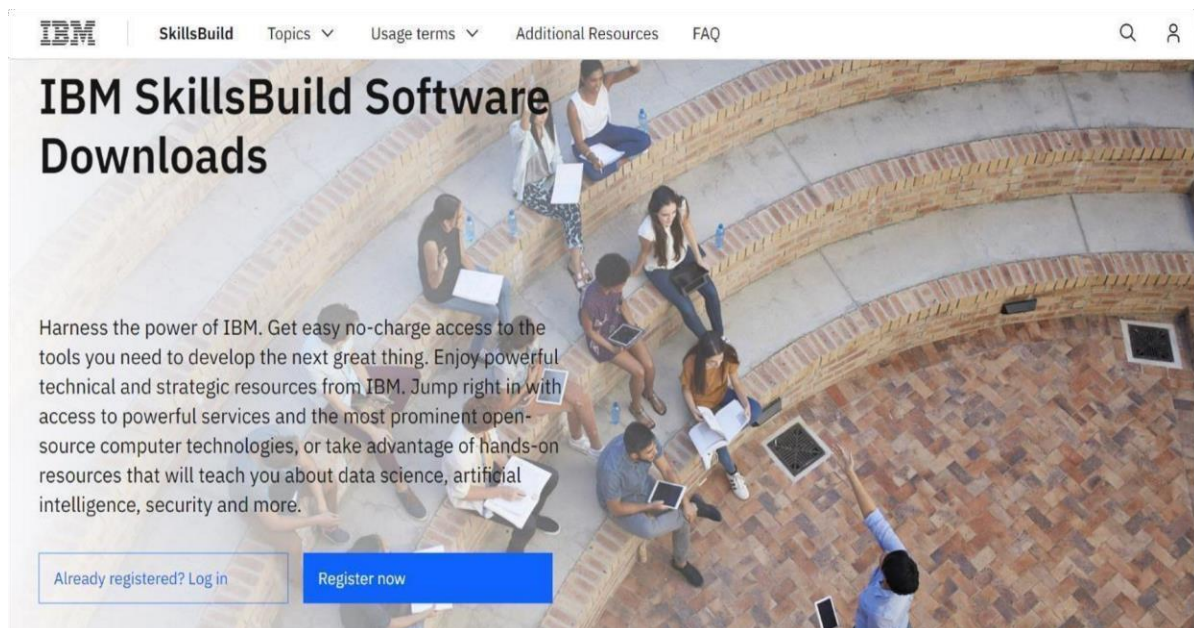 IBM SkillsBuild Topics Usage terms Additional Resources FAQ
IBM SkillsBuild Software
Downloads
Harness the power of IBM. Get easy no-charge access to the
tools you need to develop the next great thing. Enjoy powerful
technical and strategic resources from IBM. Jump right in with
access to powerful services and the most prominent open-
source computer technologies, or take advantage of hands-on
resources that will teach you about data science, artificial
intelligence, security and more.
Already registered? Log in Register now